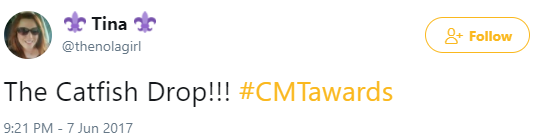 ⚜ Tina ⚜
@thenolagirl
Follow
The Catfish Drop!!! #CMTawards
9:21 PM - 7 Jun 2017